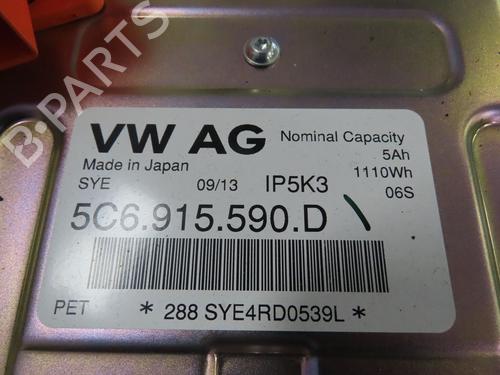 B-PARTS
VW AG
Nominal Capacity
5Ah
Made in Japan
1110Wh
SYE 09/13 IP5K3
06S
5C6.915.590.D \
PET * 288 SYE4RD0539L *